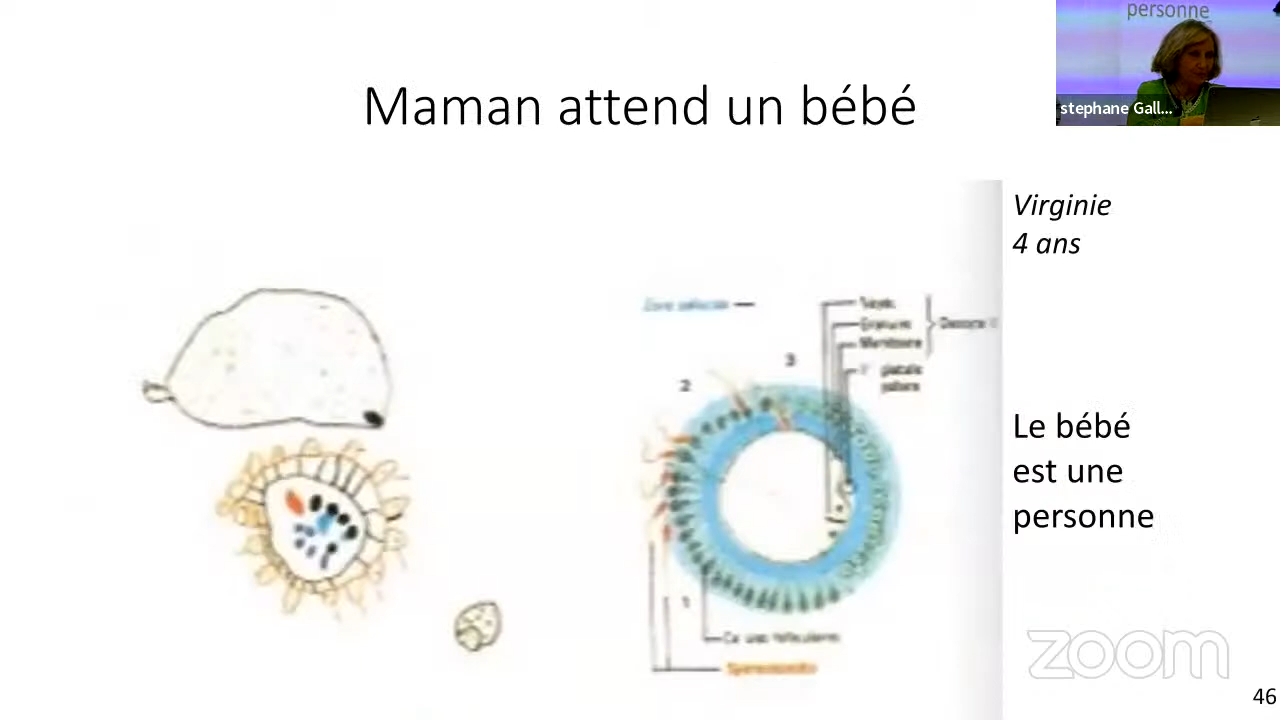 personne
stephane Gall...
Maman attend un bébé
Virginie
4 ans
2
3
1
Le bébé
est une
personne
zoom
46